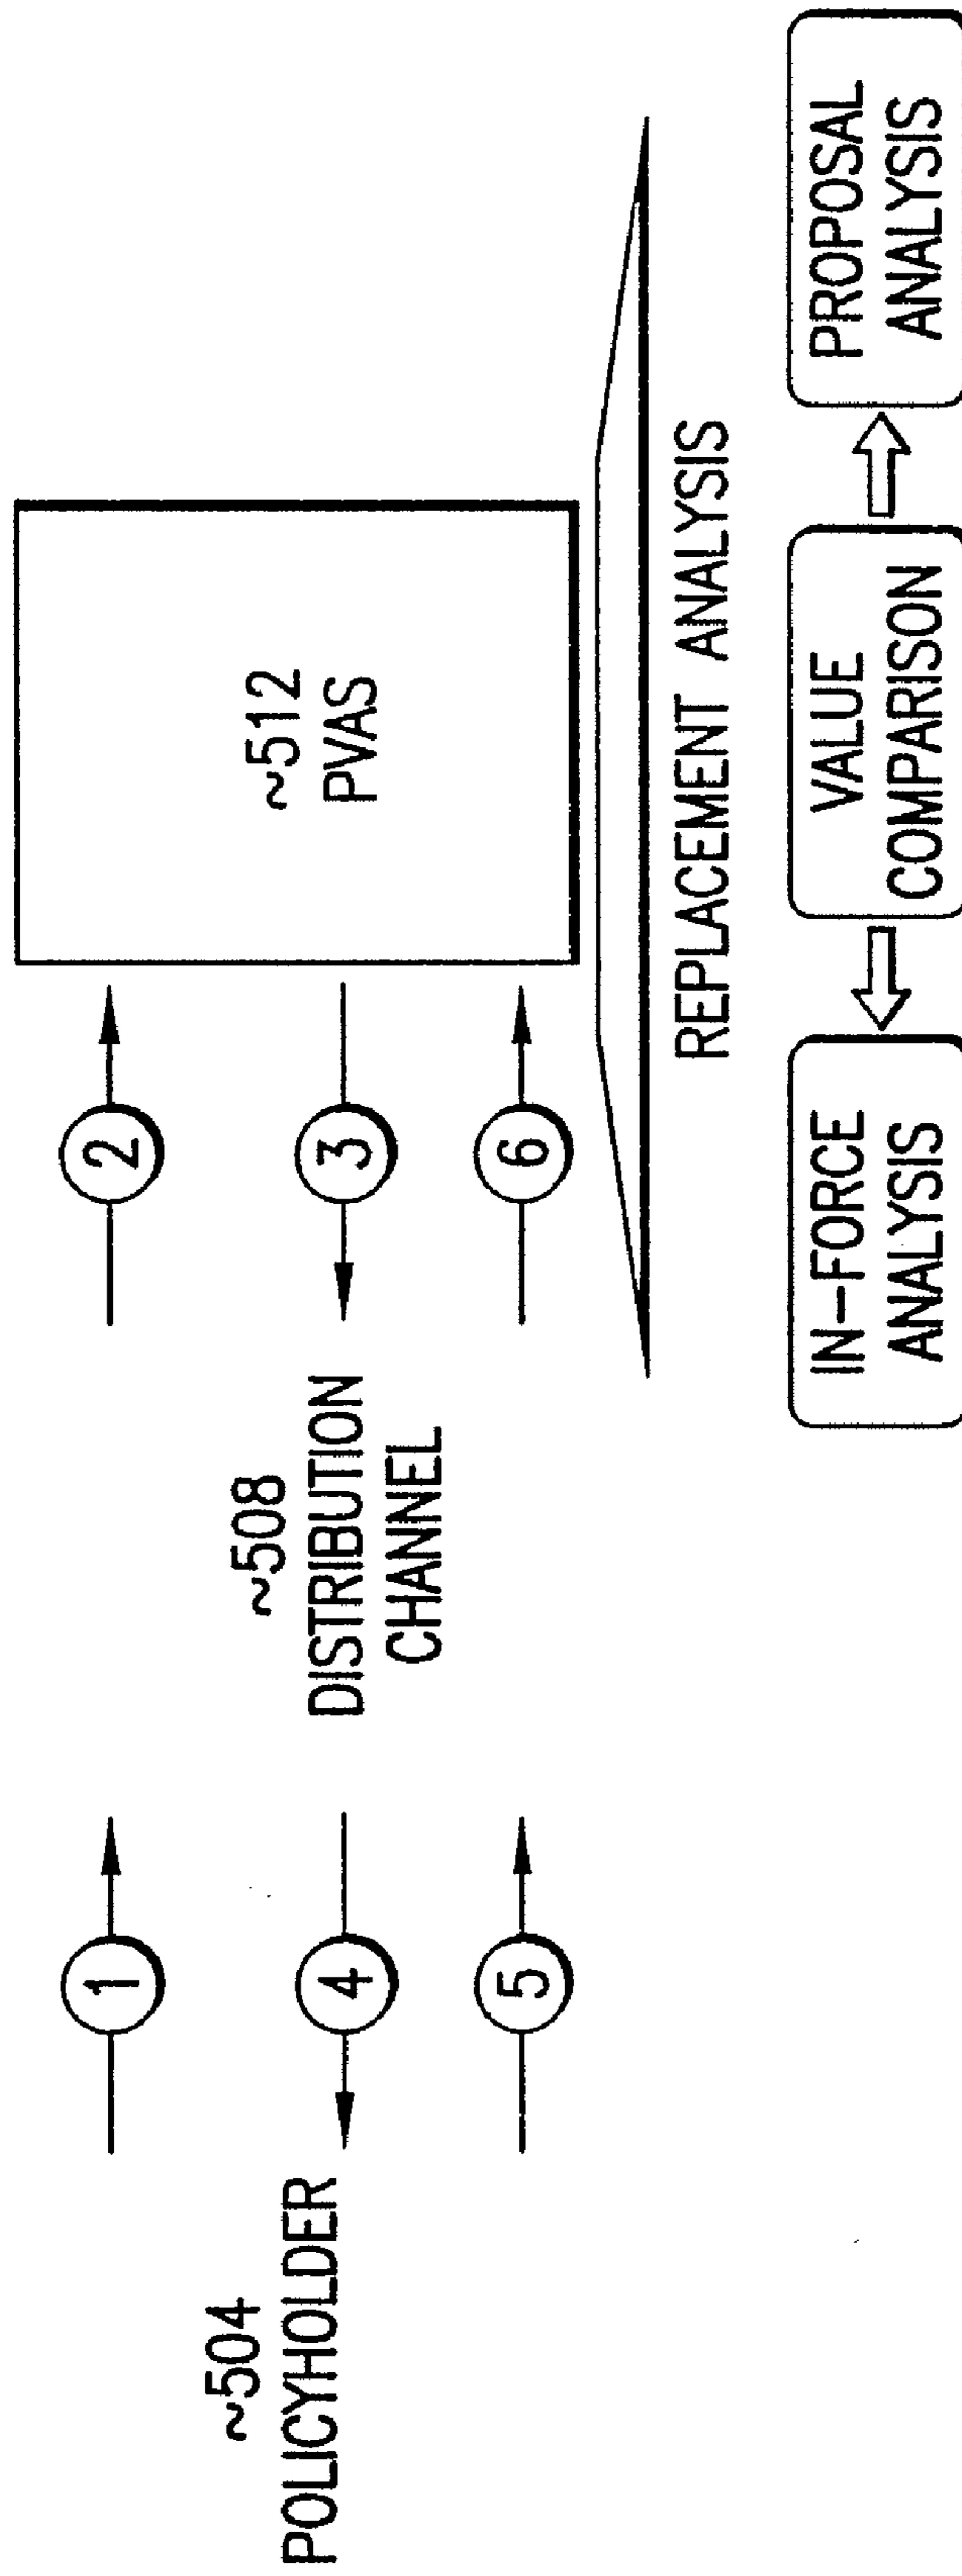 ~504
POLICYHOLDER
1
4
5
~508
DISTRIBUTION
CHANNEL
2
3
6
~512
PVAS
REPLACEMENT ANALYSIS
IN-FORCE
ANALYSIS
VALUE
COMPARISON
PROPOSAL
ANALYSIS